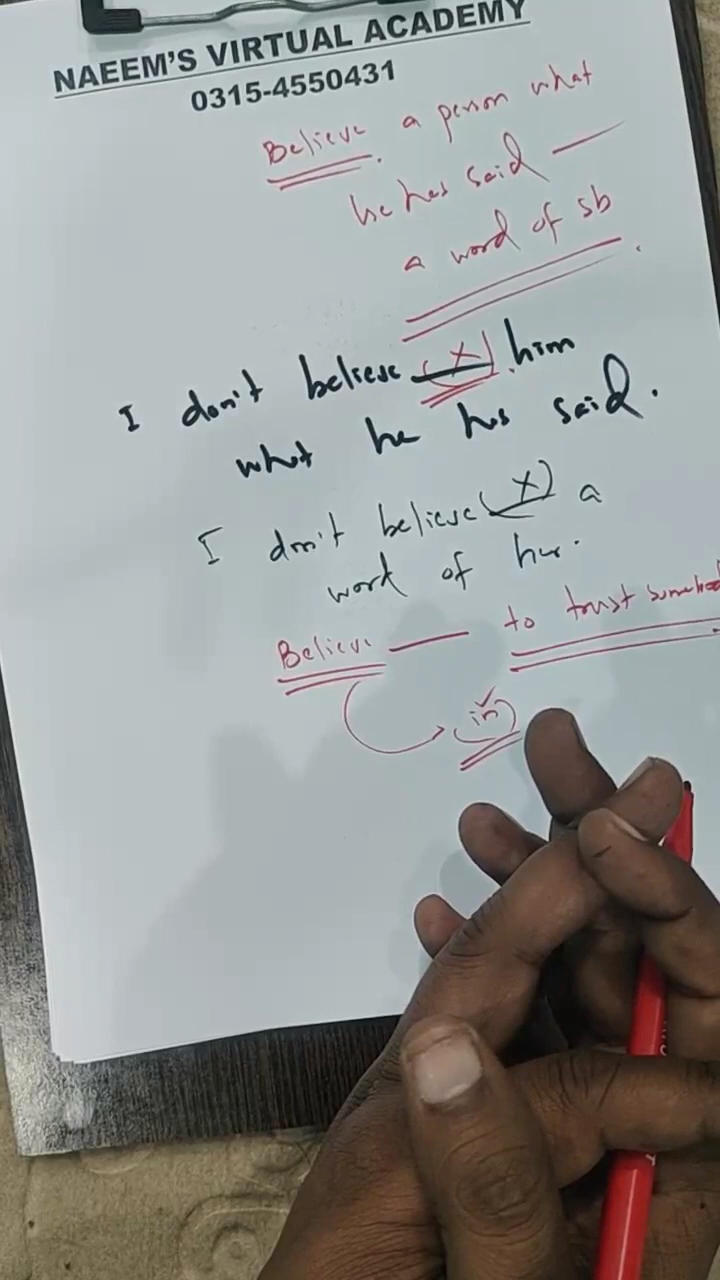 NAEEM'S VIRTUAL ACADEMY
0315-4550431
Believe. a person what
he has said —
a word of sb
I don't believe (X) him
what he has said.
I don't believe (X) a
word of her.
Believe — to trust
(in)